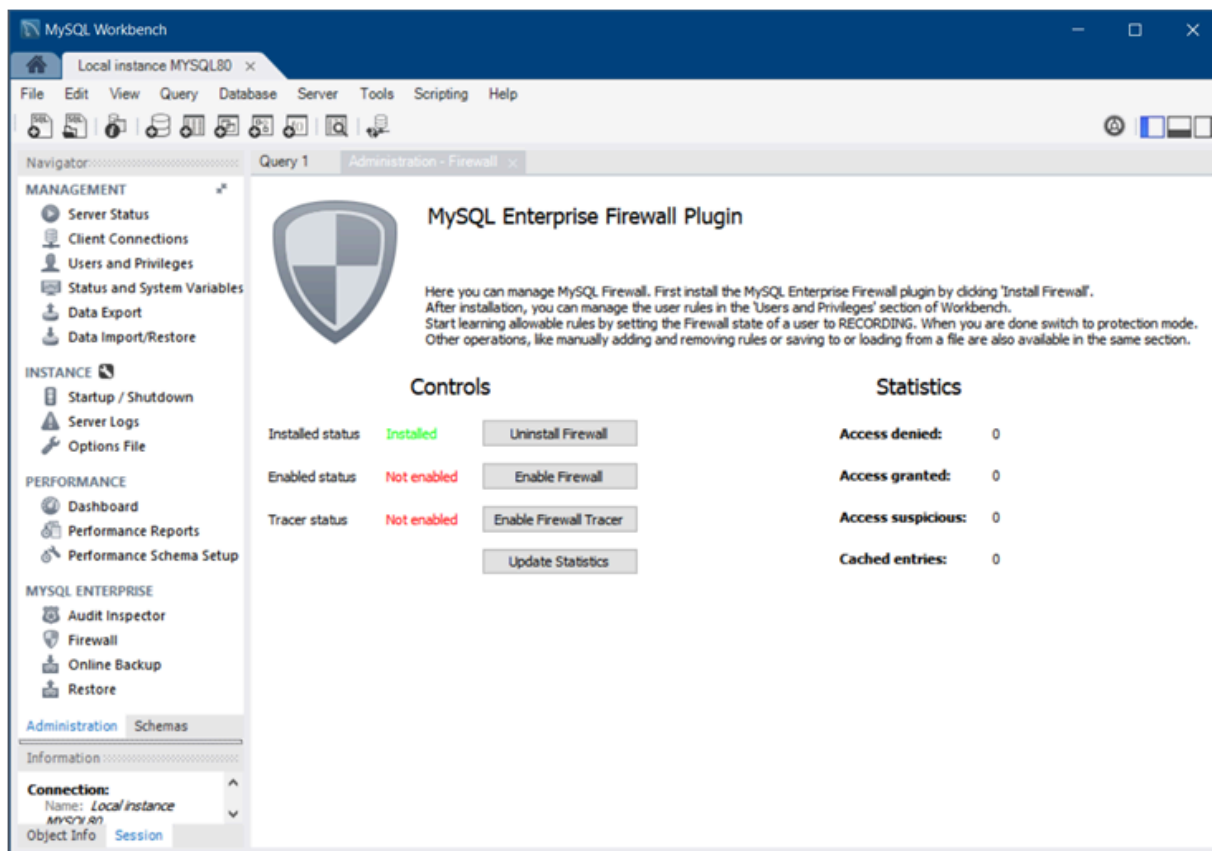 MySQL Workbench
Local instance MYSQL80
File Edit View Query Database Server Tools Scripting Help
Navigator
Query 1
Administration - Firewall
MANAGEMENT
Server Status
Client Connections
Users and Privileges
Status and System Variables
Data Export
Data Import/Restore
INSTANCE
Startup / Shutdown
Server Logs
Options File
PERFORMANCE
Dashboard
Performance Reports
Performance Schema Setup
MYSQL ENTERPRISE
Audit Inspector
Firewall
Online Backup
Restore
Administration Schemas
Information
Connection:
Name: Local instance
MYSQL80
Object Info Session
MySQL Enterprise Firewall Plugin
Here you can manage MySQL Firewall. First install the MySQL Enterprise Firewall plugin by clicking 'Install Firewall'.
After installation, you can manage the user rules in the 'Users and Privileges' section of Workbench.
Start learning allowable rules by setting the Firewall state of a user to RECORDING. When you are done switch to protection mode.
Other operations, like manually adding and removing rules or saving to or loading from a file are also available in the same section.
Controls
Installed status Installed Uninstall Firewall
Enabled status Not enabled Enable Firewall
Tracer status Not enabled Enable Firewall Tracer
Update Statistics
Statistics
Access denied: 0
Access granted: 0
Access suspicious: 0
Cached entries: 0